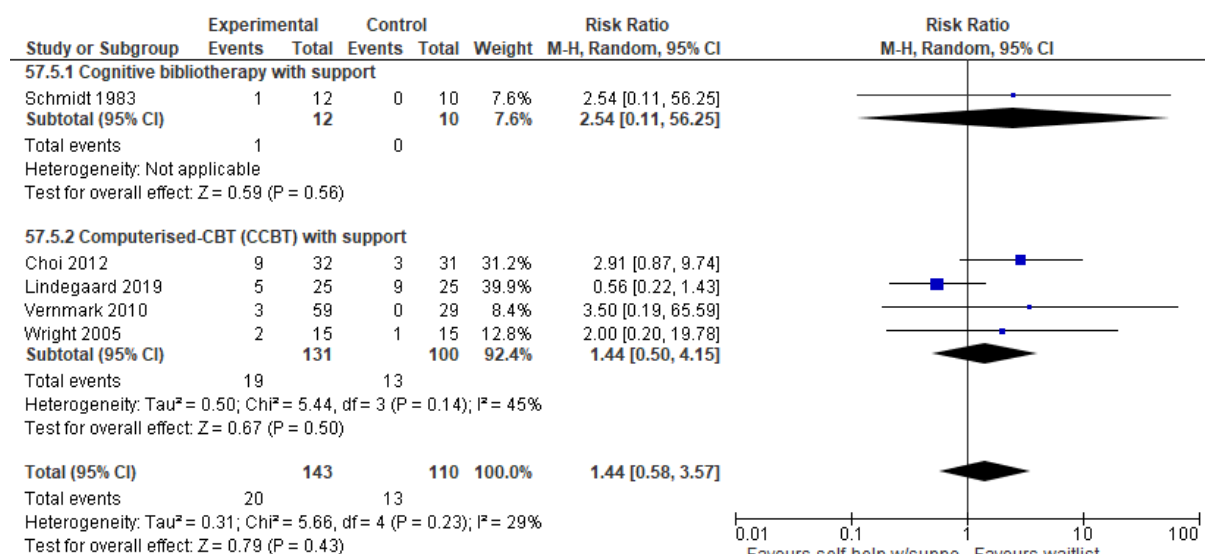 Experimental Control Risk Ratio Risk Ratio
Study or Subgroup Events Total Events Total Weight M-H, Random, 95% CI M-H, Random, 95% CI
57.5.1 Cognitive bibliotherapy with support
Schmidt 1983 1 12 0 10 7.6% 2.54 [0.11, 56.25]
Subtotal (95% CI) 12 10 7.6% 2.54 [0.11, 56.25]
Total events 1 0
Heterogeneity: Not applicable
Test for overall effect: Z = 0.59 (P = 0.56)
57.5.2 Computerised-CBT (CCBT) with support
Choi 2012 9 32 3 31 31.2% 2.91 [0.87, 9.74]
Lindegaard 2019 5 25 9 25 39.9% 0.56 [0.22, 1.43]
Vernmark 2010 3 59 0 29 8.4% 3.50 [0.19, 65.59]
Wright 2005 2 15 1 15 12.8% 2.00 [0.20, 19.78]
Subtotal (95% CI) 131 100 92.4% 1.44 [0.50, 4.15]
Total events 19 13
Heterogeneity: Tau² = 0.50; Chi² = 5.44, df = 3 (P = 0.14); I² = 45%
Test for overall effect: Z = 0.67 (P = 0.50)
Total (95% CI) 143 110 100.0% 1.44 [0.58, 3.57]
Total events 20 13
Heterogeneity: Tau² = 0.31; Chi² = 5.66, df = 4 (P = 0.23); I² = 29%
Test for overall effect: Z = 0.79 (P = 0.43)
0.01 0.1 1 10 100
Favours self-help w/suppo Favours waitlist